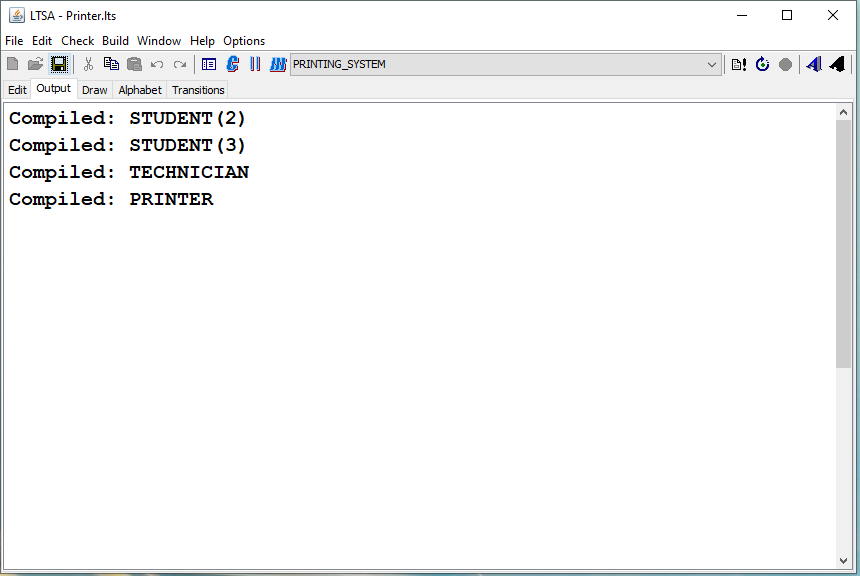 LTSA - Printer.lts
File Edit Check Build Window Help Options
PRINTING_SYSTEM
Edit Output Draw Alphabet Transitions
Compiled: STUDENT(2)
Compiled: STUDENT(3)
Compiled: TECHNICIAN
Compiled: PRINTER